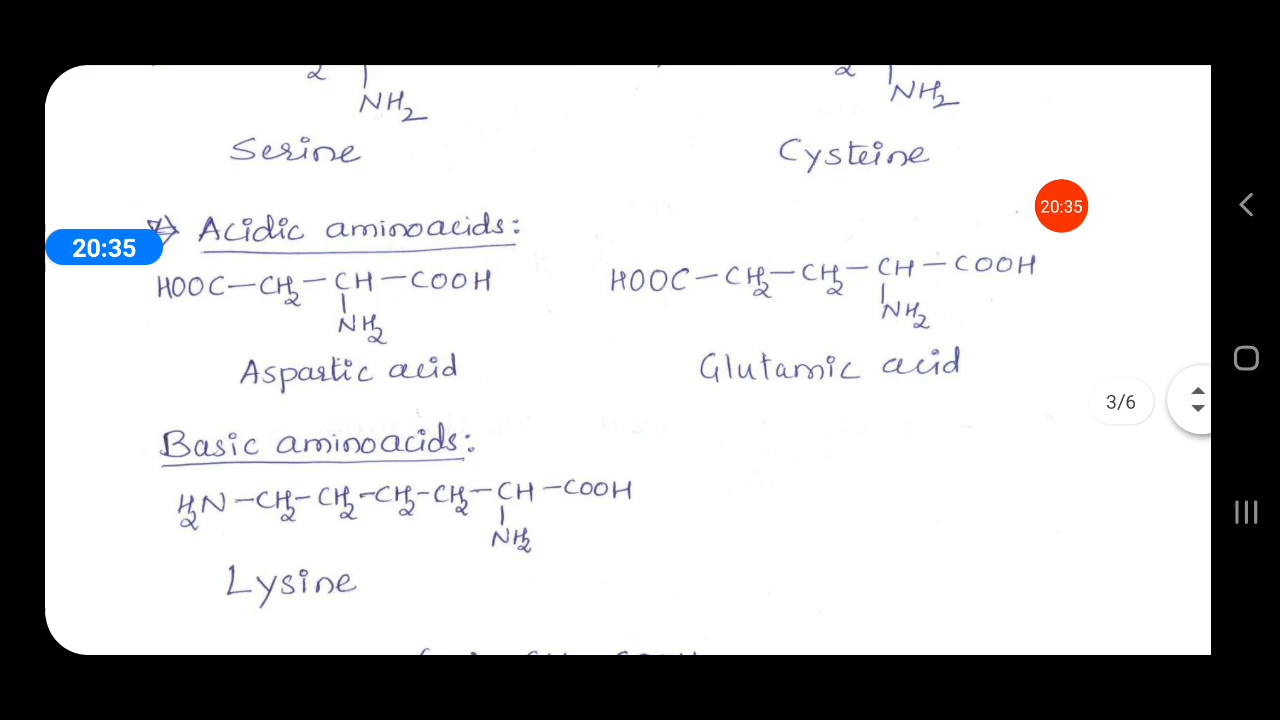 NH2 NH2
Serine Cysteine
20:35
Acidic aminoacids:
20:35
HOOC-CH2-CH-COOH HOOC-CH2-CH2-CH-COOH
NH2 NH2
Aspartic acid Glutamic acid
3/6
Basic aminoacids:
H2N-CH2-CH2-CH2-CH2-CH-COOH
NH2
Lysine